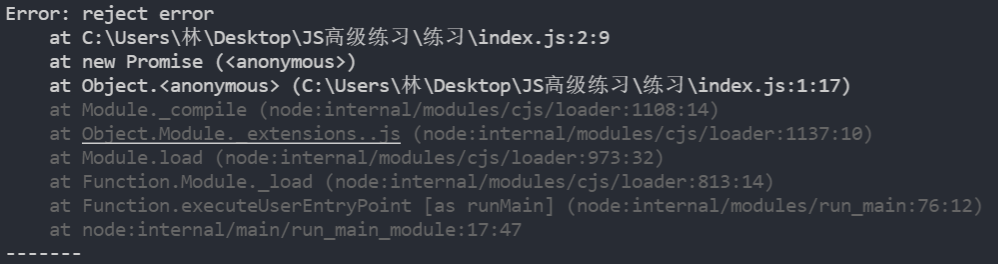 Error: reject error
    at C:\Users\林\Desktop\JS高级练习\练习\index.js:2:9
    at new Promise (<anonymous>)
    at Object.<anonymous> (C:\Users\林\Desktop\JS高级练习\练习\index.js:1:17)
    at Module._compile (node:internal/modules/cjs/loader:1108:14)
    at Object.Module._extensions..js (node:internal/modules/cjs/loader:1137:10)
    at Module.load (node:internal/modules/cjs/loader:973:32)
    at Function.Module._load (node:internal/modules/cjs/loader:813:14)
    at Function.executeUserEntryPoint [as runMain] (node:internal/modules/run_main:76:12)
    at node:internal/main/run_main_module:17:47
-------